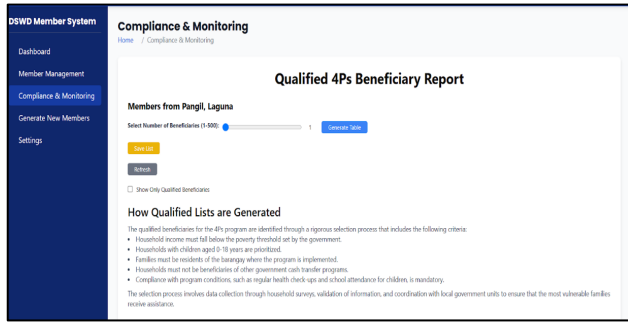 DSWD Member System
Dashboard
Member Management
Compliance & Monitoring
Generate New Members
Settings
Compliance & Monitoring
Home / Compliance & Monitoring
Qualified 4Ps Beneficiary Report
Members from Pangil, Laguna
Select Number of Beneficiaries (1-500): 1 Generate Table
Save List
Refresh
Show Only Qualified Beneficiaries
How Qualified Lists are Generated
The qualified beneficiaries for the 4Ps program are identified through a rigorous selection process that includes the following criteria:
• Household income must fall below the poverty threshold set by the government.
• Households with children aged 0-18 years are prioritized.
• Families must be residents of the barangay where the program is implemented.
• Households must not be beneficiaries of other government cash transfer programs.
• Compliance with program conditions, such as regular health check-ups and school attendance for children, is mandatory.
The selection process involves data collection through household surveys, validation of information, and coordination with local government units to ensure that the most vulnerable families
receive assistance.